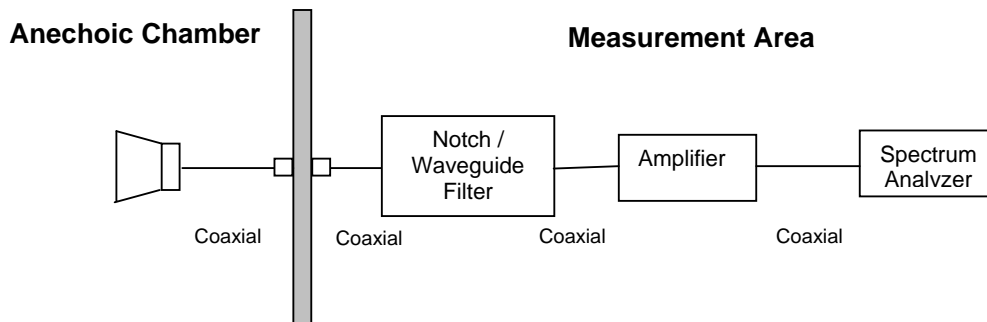 Anechoic Chamber
Measurement Area
Notch /
Waveguide
Filter
Amplifier
Spectrum
Analvzer
Coaxial
Coaxial
Coaxial
Coaxial